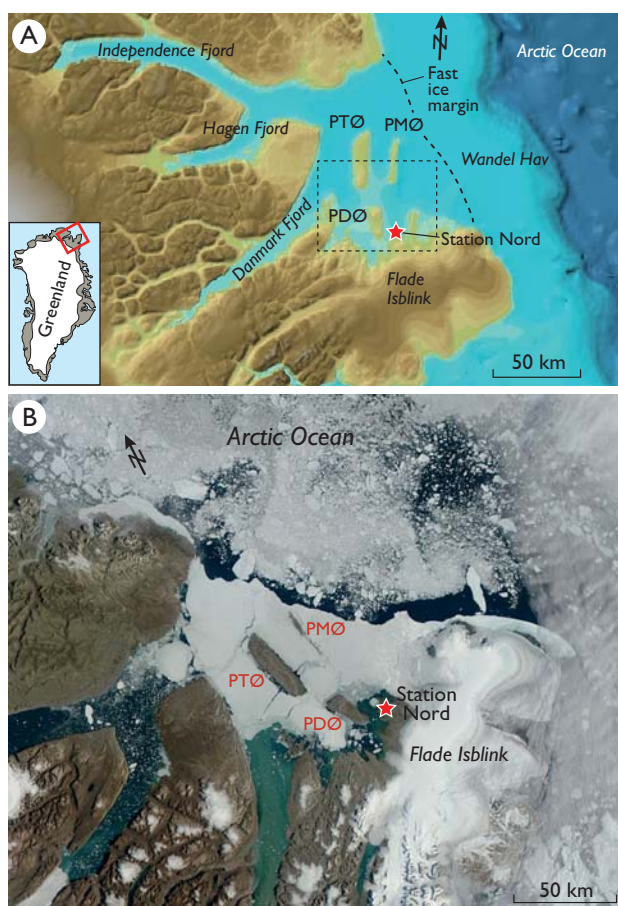 A
Independence Fjord
N
Arctic Ocean
Fast
ice
margin
Hagen Fjord
PTØ
PMØ
Wandel Hav
Danmark Fjord
PDØ
Station Nord
Greenland
Flade
Isblink
50 km
B
Arctic Ocean
N
PMØ
PTØ
Station
Nord
PDØ
Flade Isblink
50 km